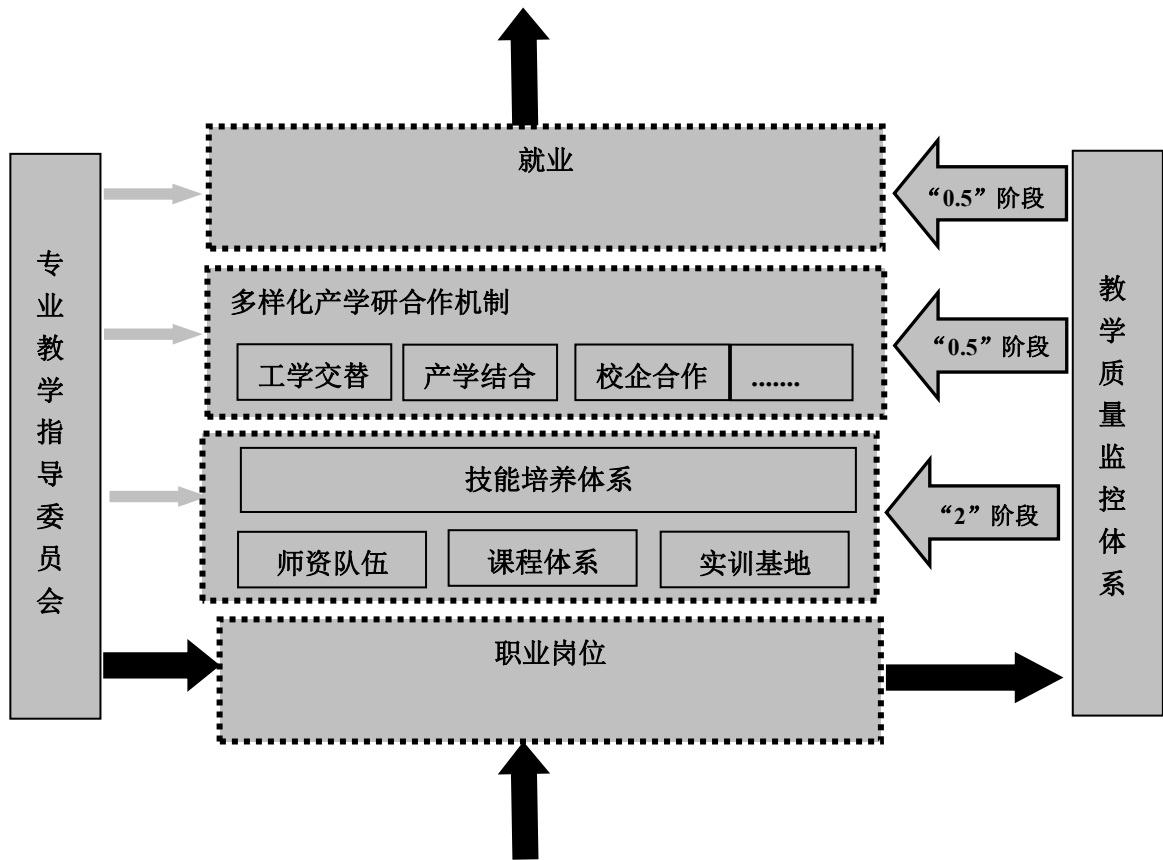 就业
“0.5”阶段
专业教学指导委员会
多样化产学研合作机制
工学交替
产学结合
校企合作
.......
“0.5”阶段
教学质量监控体系
技能培养体系
“2”阶段
师资队伍
课程体系
实训基地
职业岗位